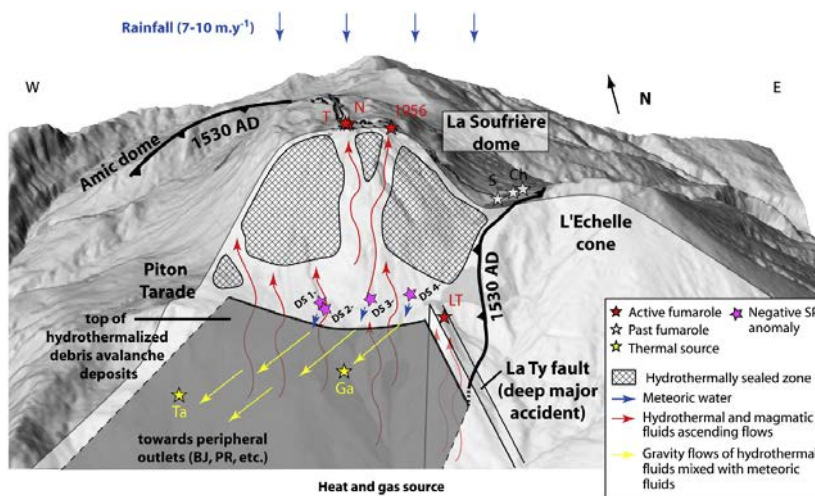 Rainfall (7-10 m.y⁻¹)
W
N
E
T
N
1956
La Soufrière
dome
1530 AD
Amic dome
S
Ch
L'Echelle
cone
Piton
Tarade
DS 1-
DS 2-
DS 3-
DS 4-
LT
1530 AD
top of
hydrothermalized
debris avalanche
deposits
La Ty fault
(deep major
accident)
Ta
Ga
towards peripheral
outlets (BJ, PR, etc.)
Heat and gas source
Active fumarole
Negative SP
anomaly
Past fumarole
Thermal source
Hydrothermally sealed zone
Meteoric water
Hydrothermal and magmatic
fluids ascending flows
Gravity flows of hydrothermal
fluids mixed with meteoric
fluids